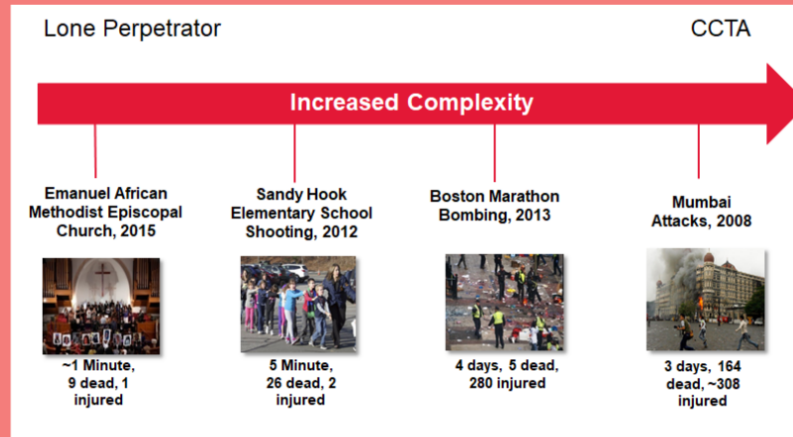 Lone Perpetrator
CCTA
Increased Complexity
Emanuel African
Methodist Episcopal
Church, 2015
Sandy Hook
Elementary School
Shooting, 2012
Boston Marathon
Bombing, 2013
Mumbai
Attacks, 2008
~1 Minute,
9 dead, 1
injured
5 Minute,
26 dead, 2
injured
4 days, 5 dead,
280 injured
3 days, 164
dead, ~308
injured